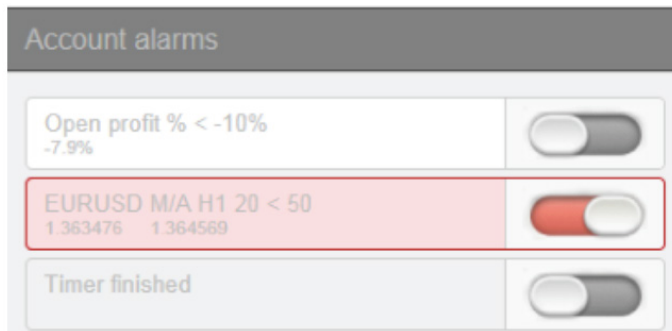 Account alarms
Open profit % < -10%
-7.9%
EURUSD M/A H1 20 < 50
1.363476 1.364569
Timer finished